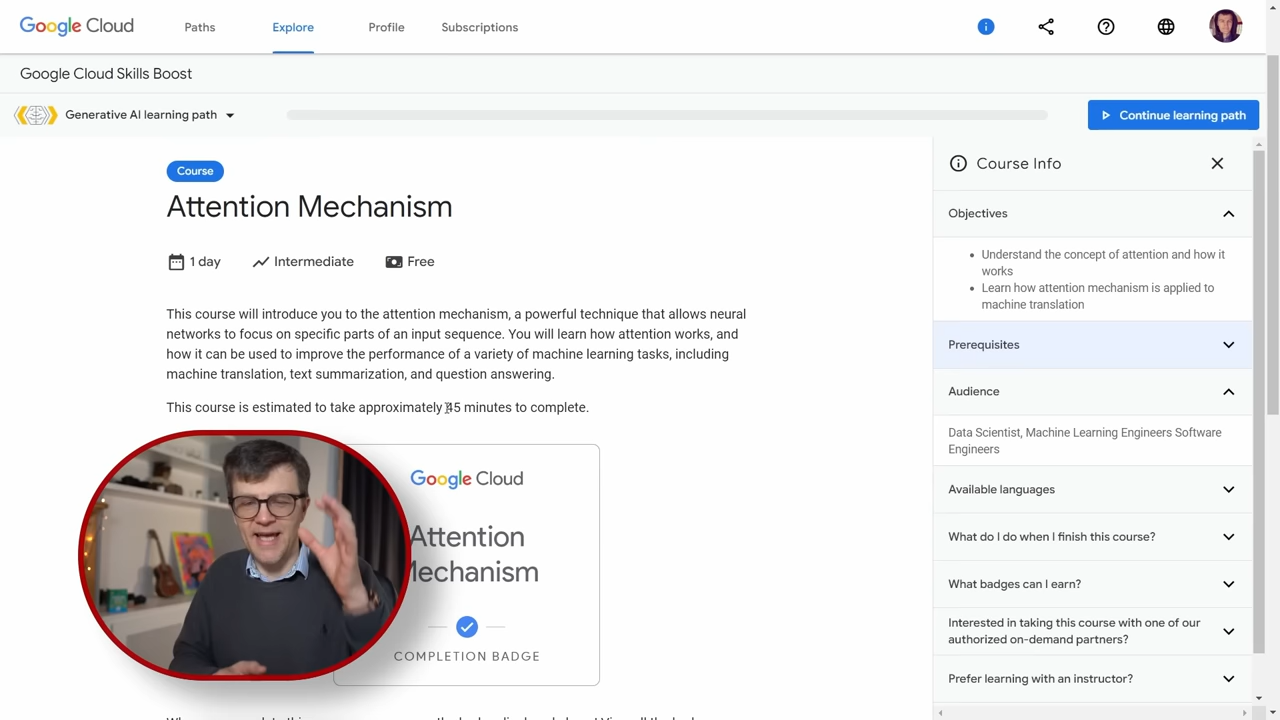 Google Cloud
Paths
Explore
Profile
Subscriptions
Google Cloud Skills Boost
Generative AI learning path
Continue learning path
Course
Attention Mechanism
1 day
Intermediate
Free
This course will introduce you to the attention mechanism, a powerful technique that allows neural
networks to focus on specific parts of an input sequence. You will learn how attention works, and
how it can be used to improve the performance of a variety of machine learning tasks, including
machine translation, text summarization, and question answering.
This course is estimated to take approximately 45 minutes to complete.
Google Cloud
Attention
Mechanism
COMPLETION BADGE
Course Info
Objectives
Understand the concept of attention and how it
works
Learn how attention mechanism is applied to
machine translation
Prerequisites
Audience
Data Scientist, Machine Learning Engineers Software
Engineers
Available languages
What do I do when I finish this course?
What badges can I earn?
Interested in taking this course with one of our
authorized on-demand partners?
Prefer learning with an instructor?